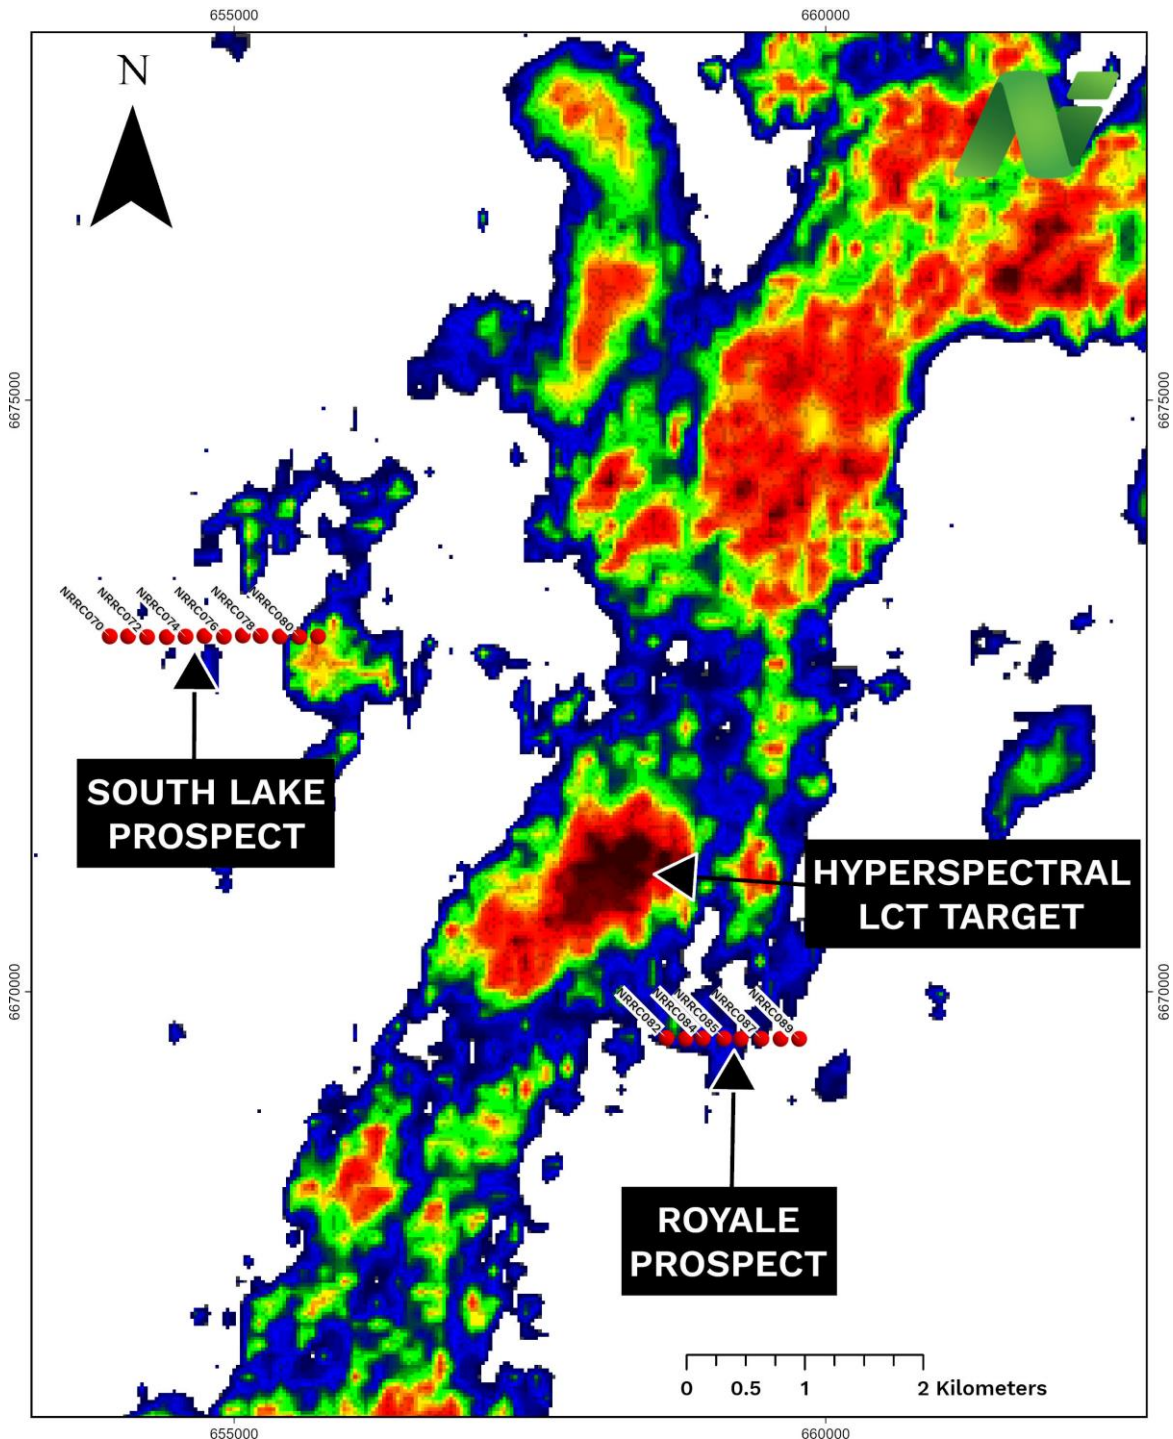 655000
660000
N
6675000
6675000
NRRC070
NRRC072
NRRC074
NRRC076
NRRC078
NRRC080
SOUTH LAKE
PROSPECT
HYPERSPECTRAL
LCT TARGET
6670000
6670000
NRRC082
NRRC084
NRRC085
NRRC087
NRRC089
ROYALE
PROSPECT
0
0.5
1
2 Kilometers
655000
660000